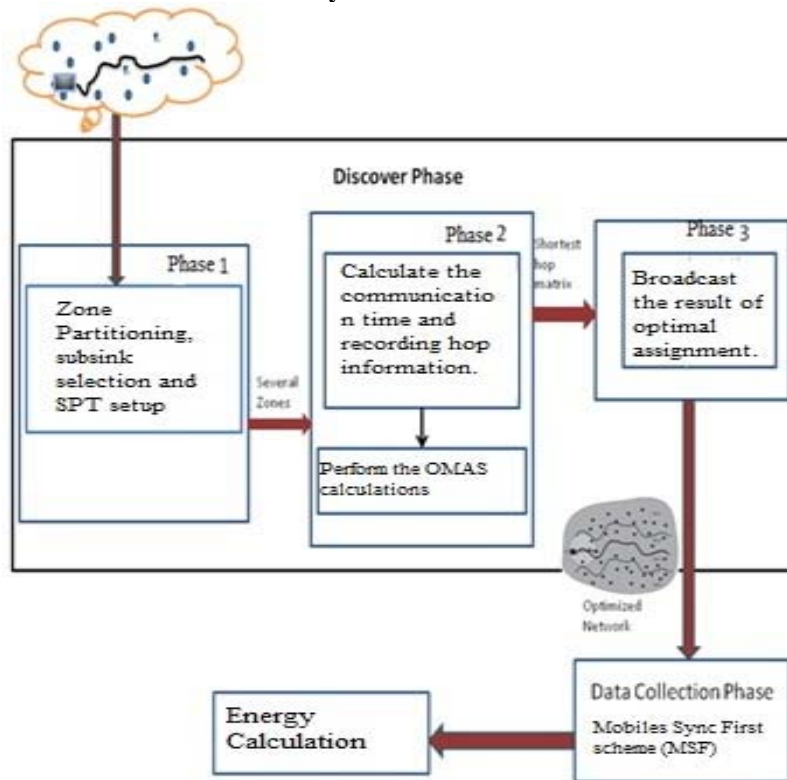 Discover Phase
Phase 1
Zone
Partitioning,
subsink
selection and
SPT setup
Several
Zones
Phase 2
Calculate the
communicatio
n time and
recording hop
information.
Perform the OMAS
calculations
Shortest
hop
matrix
Phase 3
Broadcast
the result of
optimal
assignment.
Optimized
Network
Data Collection Phase
Mobiles Sync First
scheme (MSF)
Energy
Calculation